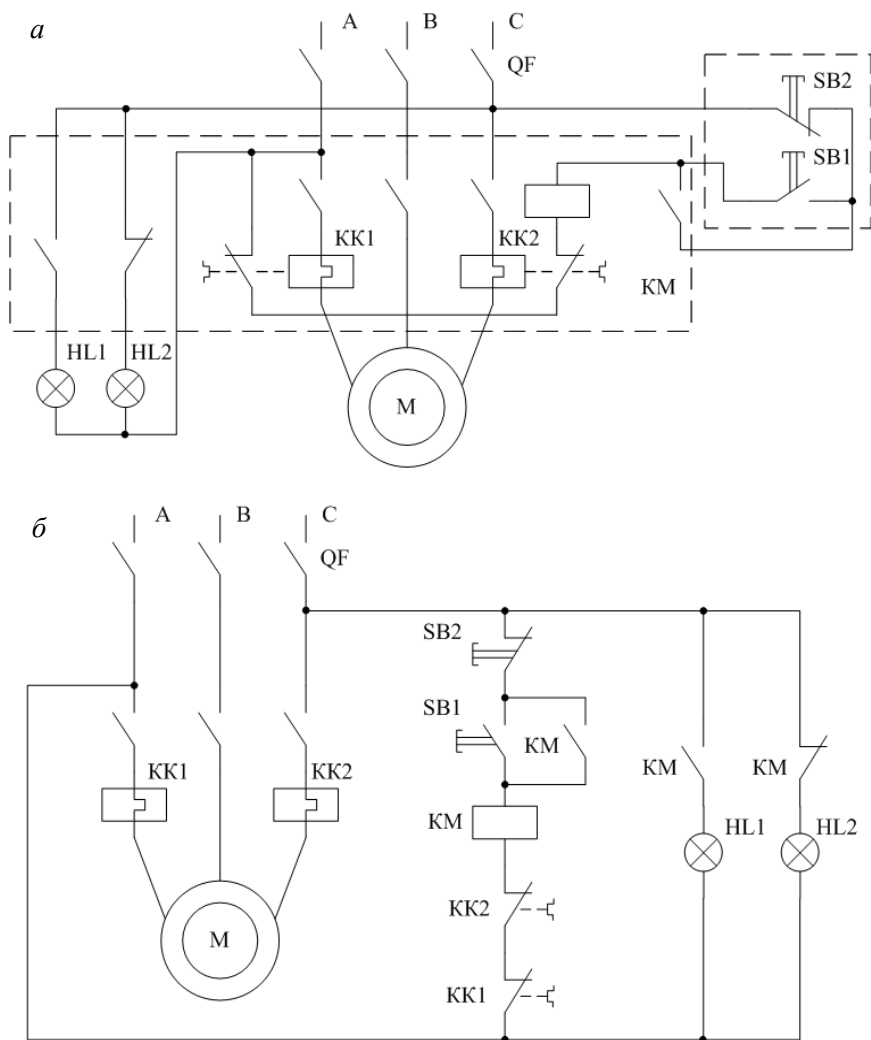 а
A B C
QF
SB2
SB1
KK1 KK2
KM
HL1 HL2
M
б
A B C
QF
SB2
SB1 KM
KK1 KK2
KM KM KM
HL1 HL2
KK2
M
KK1